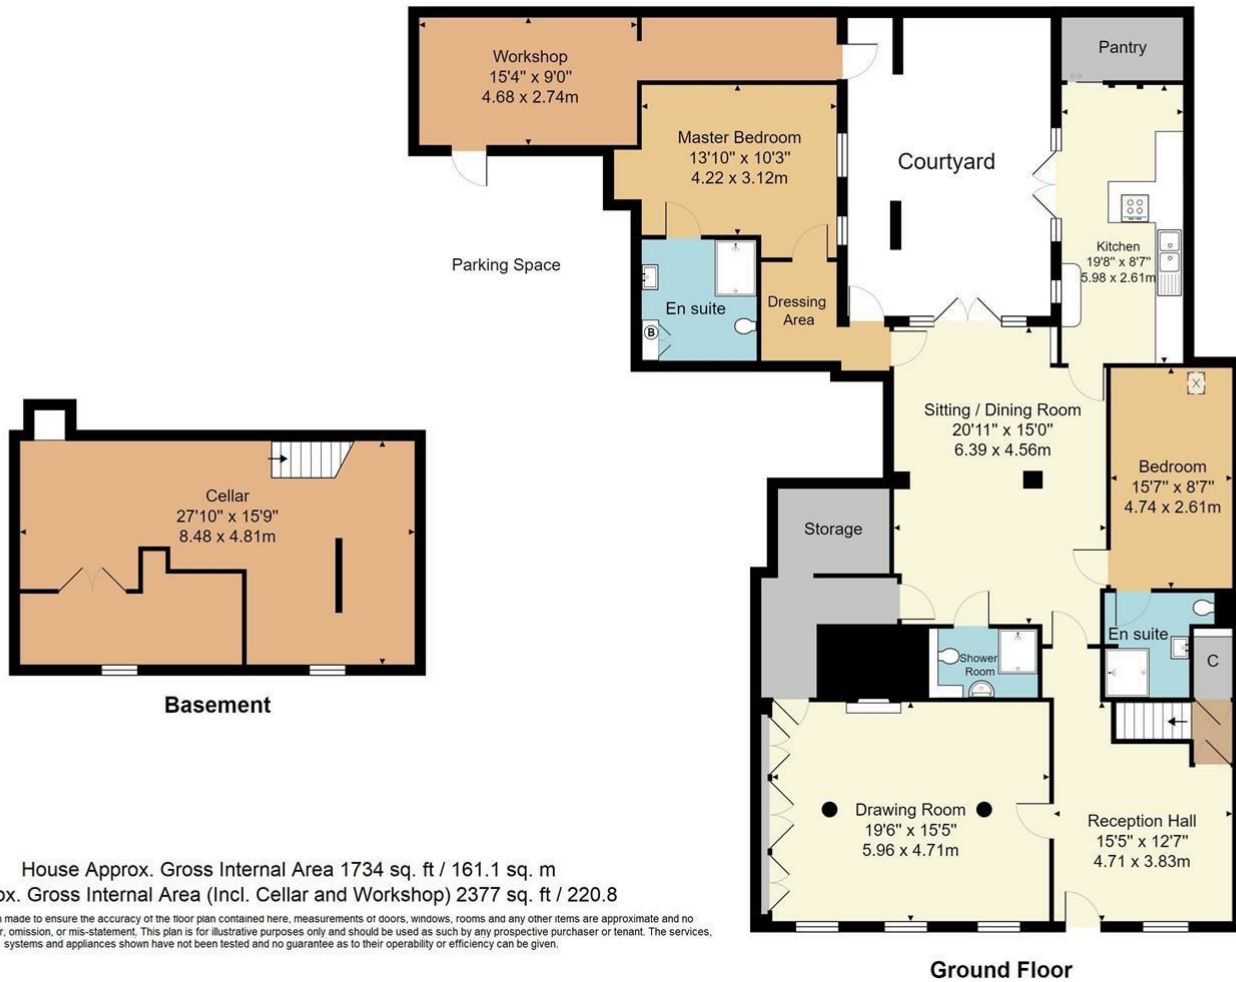 Workshop
15'4" x 9'0"
4.68 x 2.74m
Pantry
Master Bedroom
13'10" x 10'3"
4.22 x 3.12m
Courtyard
Kitchen
19'8" x 8'7"
5.98 x 2.61m
Parking Space
En suite
B
Dressing
Area
Sitting / Dining Room
20'11" x 15'0"
6.39 x 4.56m
X
Bedroom
15'7" x 8'7"
4.74 x 2.61m
Cellar
27'10" x 15'9"
8.48 x 4.81m
Storage
En suite
Shower
Room
C
Basement
Drawing Room
19'6" x 15'5"
5.96 x 4.71m
Reception Hall
15'5" x 12'7"
4.71 x 3.83m
House Approx. Gross Internal Area 1734 sq. ft / 161.1 sq. m
ox. Gross Internal Area (Incl. Cellar and Workshop) 2377 sq. ft / 220.8
made to ensure the accuracy of the floor plan contained here, measurements of doors, windows, rooms and any other items are approximate and no
, omission, or mis-statement. This plan is for illustrative purposes only and should be used as such by any prospective purchaser or tenant. The services,
systems and appliances shown have not been tested and no guarantee as to their operability or efficiency can be given.
Ground Floor